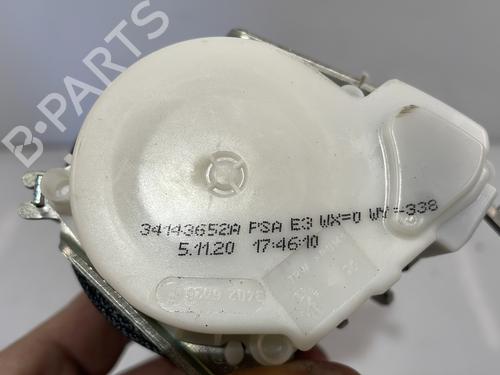 B-PARTS
34143652A PSA E3 WX=0 WY=-338
5.11.20 17:46:10